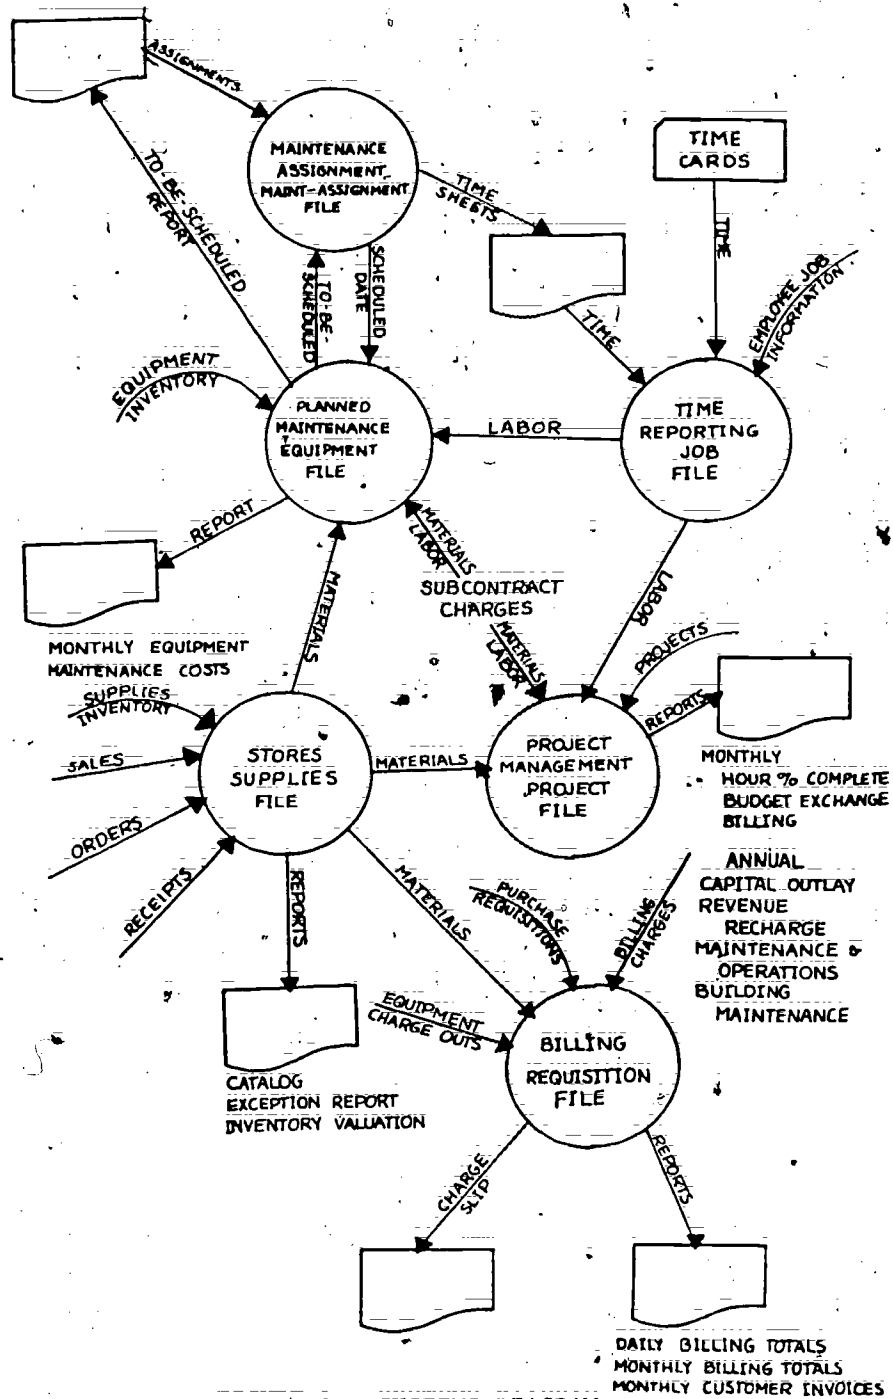 ASSIGNMENTS
MAINTENANCE
ASSIGNMENT
MAINT-ASSIGNMENT
FILE
TIME
CARDS
TO-BE-SCHEDULED
REPORT
TIME
SHEETS
TIME
SCHEDULED
DATE
TO-BE-
SCHEDULED
EMPLOYEE JOB
INFORMATION
TIME
EQUIPMENT
INVENTORY
PLANNED
MAINTENANCE
EQUIPMENT
FILE
LABOR
TIME
REPORTING
JOB
FILE
REPORT
MATERIALS
LABOR
SUBCONTRACT
CHARGES
MATERIALS
LABOR
MATERIALS
LABOR
PROJECTS
MONTHLY EQUIPMENT
MAINTENANCE COSTS
SUPPLIES
INVENTORY
SALES
ORDERS
RECEIPTS
STORES
SUPPLIES
FILE
MATERIALS
PROJECT
MANAGEMENT
PROJECT
FILE
REPORTS
MONTHLY
HOUR % COMPLETE
BUDGET EXCHANGE
BILLING
ANNUAL
CAPITAL OUTLAY
REVENUE
RECHARGE
MAINTENANCE &
OPERATIONS
BUILDING
MAINTENANCE
REPORTS
MATERIALS
PURCHASE
REQUISITIONS
BILLING
CHARGES
EQUIPMENT
CHARGE OUTS
BILLING
REQUISITION
FILE
CATALOG
EXCEPTION REPORT
INVENTORY VALUATION
CHARGE
SLIP
REPORTS
DAILY BILLING TOTALS
MONTHLY BILLING TOTALS
MONTHLY CUSTOMER INVOICES